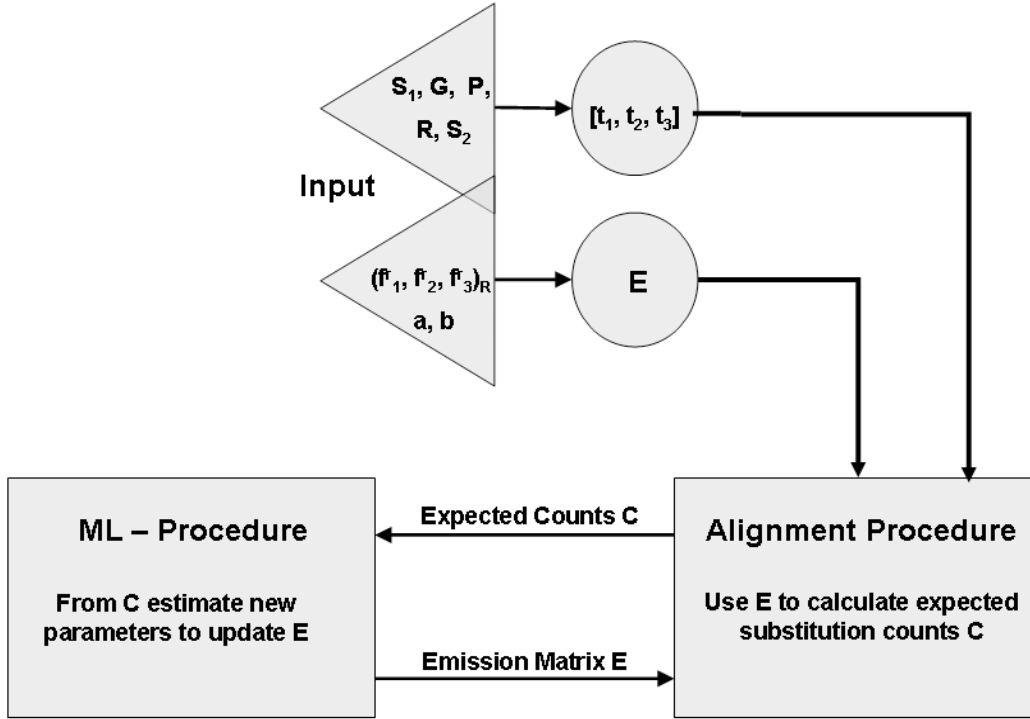 S₁, G, P,
R, S₂
[t₁, t₂, t₃]
Input
(fʳ₁, fʳ₂, fʳ₃)R
a, b
E
ML – Procedure
From C estimate new
parameters to update E
Expected Counts C
Emission Matrix E
Alignment Procedure
Use E to calculate expected
substitution counts C